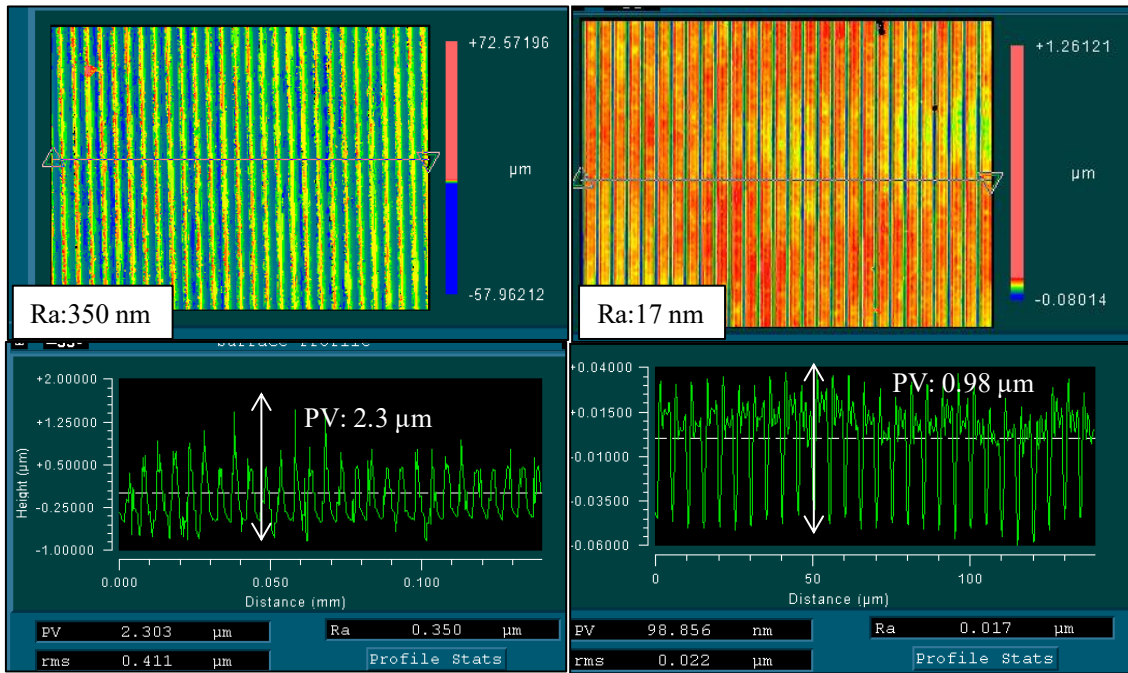 +72.57196
µm
-57.96212
Ra:350 nm
+1.26121
µm
-0.08014
Ra:17 nm
Surface Profile
+2.00000
+1.25000
+0.50000
-0.25000
-1.00000
Height (µm)
PV: 2.3 µm
0.000
0.050
0.100
Distance (mm)
PV 2.303 µm
rms 0.411 µm
Ra 0.350 µm
Profile Stats
+0.04000
+0.01500
-0.01000
-0.03500
-0.06000
PV: 0.98 µm
0
50
100
Distance (µm)
PV 98.856 nm
rms 0.022 µm
Ra 0.017 µm
Profile Stats